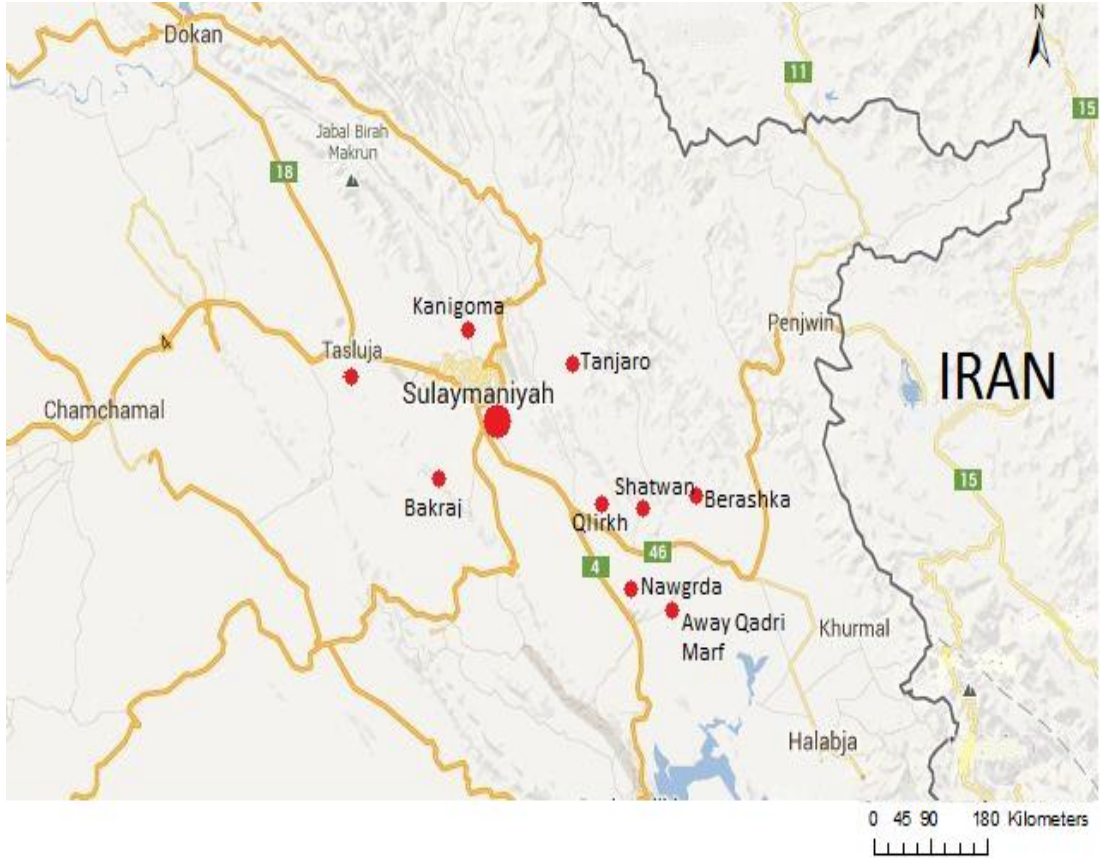 N
Dokan
11
15
Jabal Birah
Makrun
18
Kanigoma
Penjwin
Tasluja
4
Tanjaro
IRAN
Sulaymaniyah
Chamchamal
15
Shatwan
Berashka
Bakraj
Qlirkh
46
4
Nawgrda
Away Qadri
Marf
Khurmal
Halabja
0 45 90 180 Kilometers